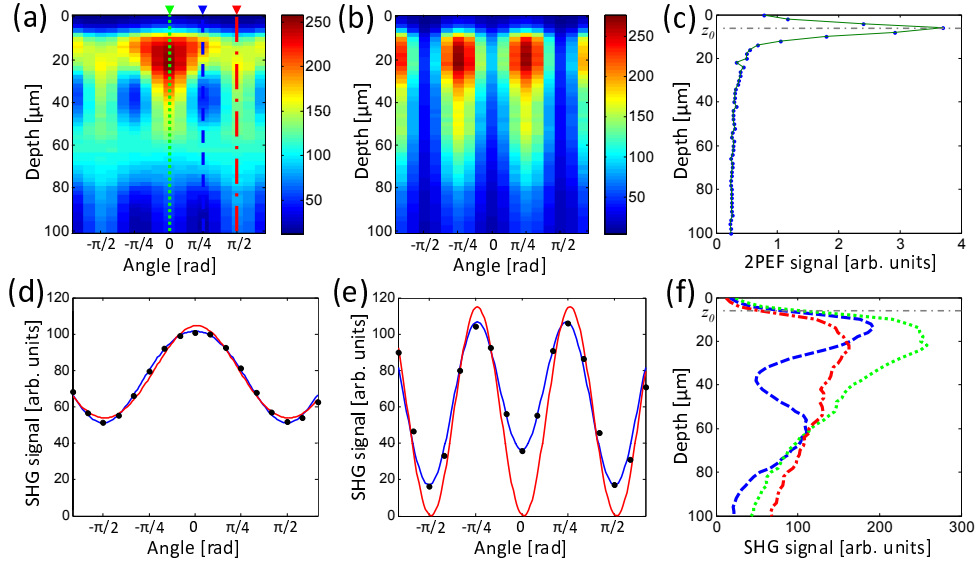 (a)
Depth [μm]
0
20
40
60
80
100
-π/2
-π/4
0
π/4
π/2
Angle [rad]
250
200
150
100
50
(b)
Depth [μm]
0
20
40
60
80
100
-π/2
-π/4
0
π/4
π/2
Angle [rad]
250
200
150
100
50
(c)
Depth [μm]
0
z0
20
40
60
80
100
0
1
2
3
4
2PEF signal [arb. units]
(d)
SHG signal [arb. units]
120
100
80
60
40
20
0
-π/2
-π/4
0
π/4
π/2
Angle [rad]
(e)
SHG signal [arb. units]
120
100
80
60
40
20
0
-π/2
-π/4
0
π/4
π/2
Angle [rad]
(f)
Depth [μm]
0
z0
20
40
60
80
100
0
100
200
300
SHG signal [arb. units]